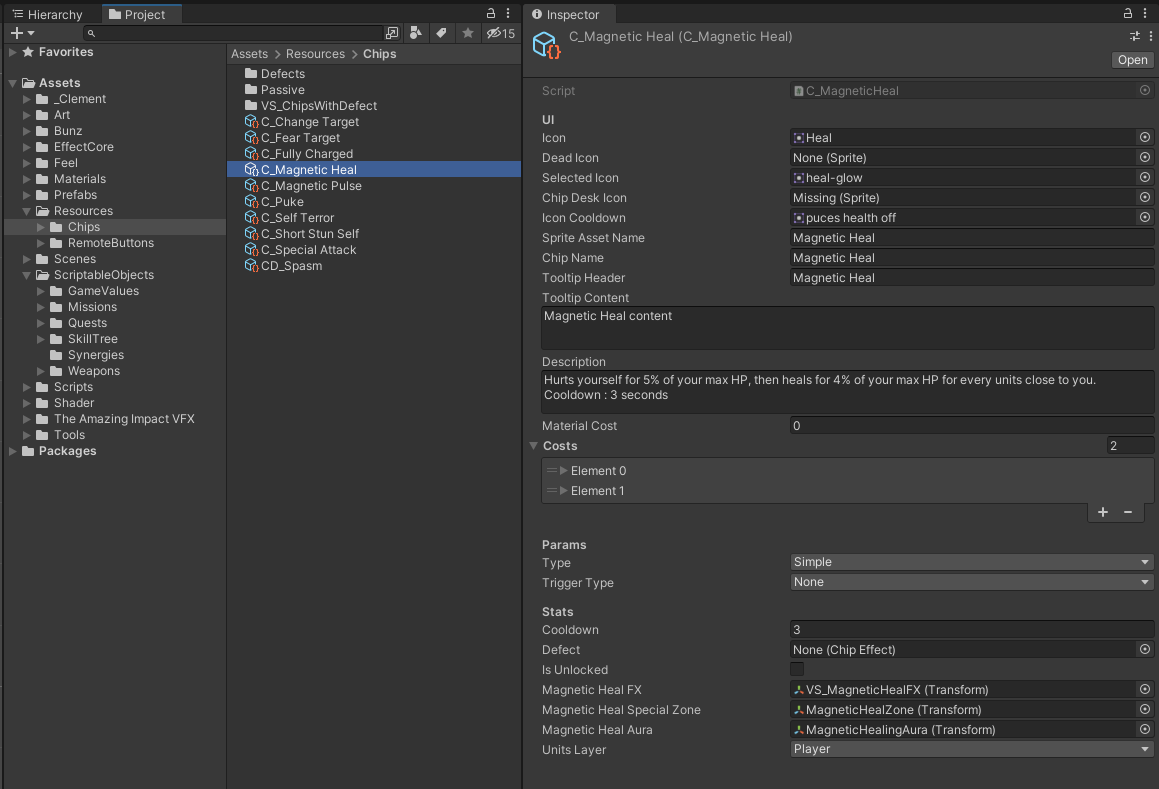 Hierarchy
Project
15
Favorites
Assets
_Clement
Art
Bunz
EffectCore
Feel
Materials
Prefabs
Resources
Chips
RemoteButtons
Scenes
ScriptableObjects
GameValues
Missions
Quests
SkillTree
Synergies
Weapons
Scripts
Shader
The Amazing Impact VFX
Tools
Packages
Assets > Resources > Chips
Defects
Passive
VS_ChipsWithDefect
C_Change Target
C_Fear Target
C_Fully Charged
C_Magnetic Heal
C_Magnetic Pulse
C_Puke
C_Self Terror
C_Short Stun Self
C_Special Attack
CD_Spasm
Inspector
C_Magnetic Heal (C_Magnetic Heal)
Open
Script C_MagneticHeal
UI
Icon Heal
Dead Icon None (Sprite)
Selected Icon heal-glow
Chip Desk Icon Missing (Sprite)
Icon Cooldown puces health off
Sprite Asset Name Magnetic Heal
Chip Name Magnetic Heal
Tooltip Header Magnetic Heal
Tooltip Content
Magnetic Heal content
Description
Hurts yourself for 5% of your max HP, then heals for 4% of your max HP for every units close to you.
Cooldown : 3 seconds
Material Cost 0
Costs 2
Element 0
Element 1
Params
Type Simple
Trigger Type None
Stats
Cooldown 3
Defect None (Chip Effect)
Is Unlocked
Magnetic Heal FX VS_MagneticHealFX (Transform)
Magnetic Heal Special Zone MagneticHealZone (Transform)
Magnetic Heal Aura MagneticHealingAura (Transform)
Units Layer Player